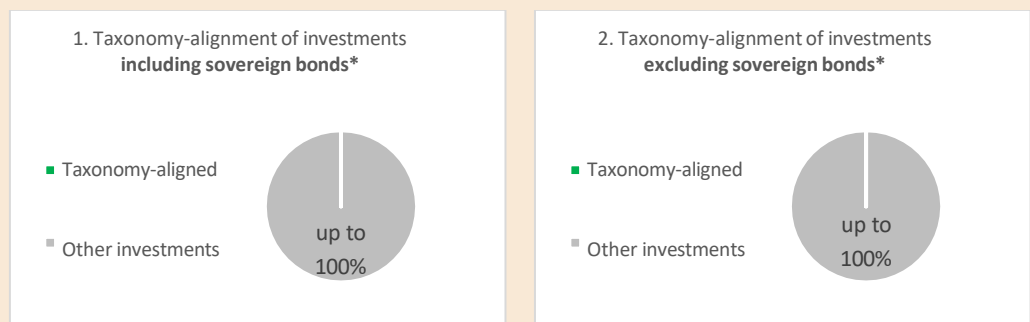 1. Taxonomy-alignment of investments
including sovereign bonds*
Taxonomy-aligned
Other investments
up to
100%
2. Taxonomy-alignment of investments
excluding sovereign bonds*
Taxonomy-aligned
Other investments
up to
100%